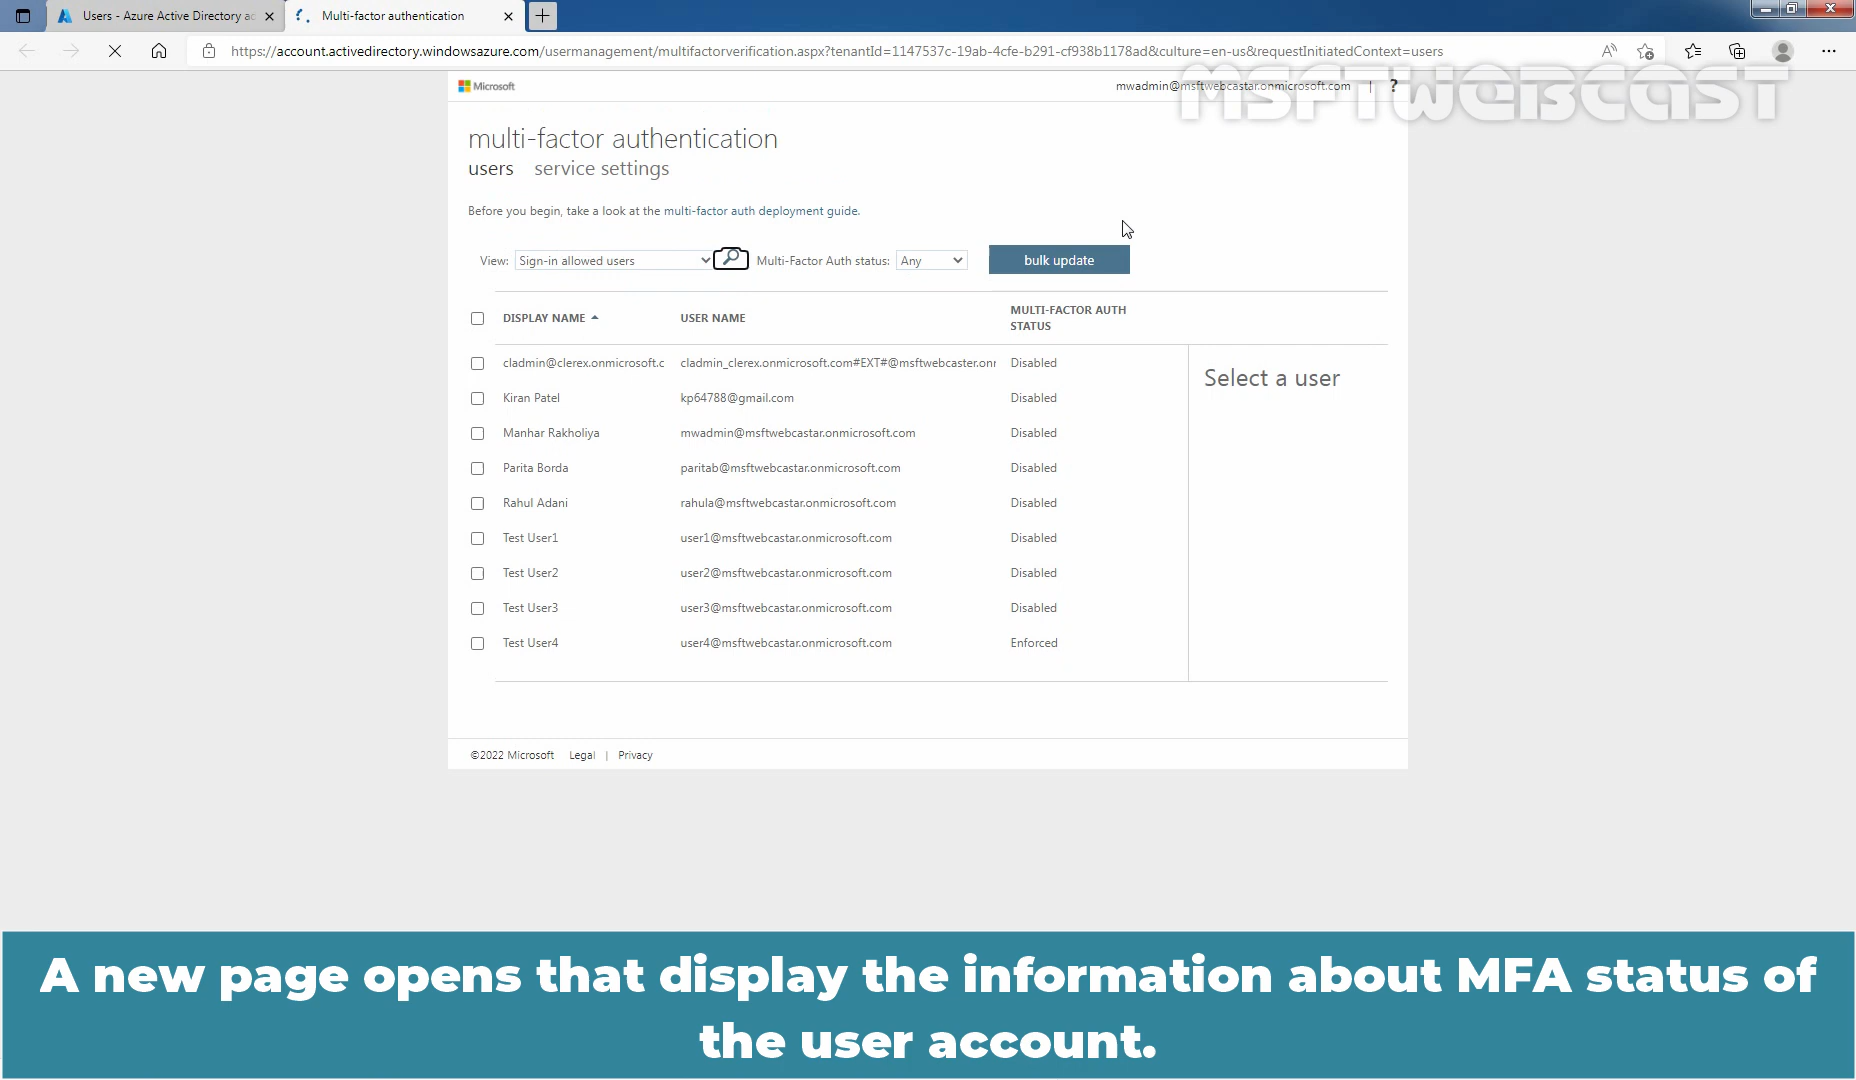 Users - Azure Active Directory ac
Multi-factor authentication
https://account.activedirectory.windowsazure.com/usermanagement/multifactorverification.aspx?tenantId=1147537c-19ab-4cfe-b291-cf938b1178ad&culture=en-us&requestInitiatedContext=users
MSFTWEBCAST
Microsoft
mwadmin@msftwebcastar.onmicrosoft.com | ?
multi-factor authentication
users service settings
Before you begin, take a look at the multi-factor auth deployment guide.
View: Sign-in allowed users Multi-Factor Auth status: Any bulk update
DISPLAY NAME USER NAME MULTI-FACTOR AUTH
STATUS
cladmin@clerex.onmicrosoft.c cladmin_clerex.onmicrosoft.com#EXT#@msftwebcaster.onr Disabled
Select a user
Kiran Patel kp64788@gmail.com Disabled
Manhar Rakholiya mwadmin@msftwebcastar.onmicrosoft.com Disabled
Parita Borda paritab@msftwebcastar.onmicrosoft.com Disabled
Rahul Adani rahula@msftwebcastar.onmicrosoft.com Disabled
Test User1 user1@msftwebcastar.onmicrosoft.com Disabled
Test User2 user2@msftwebcastar.onmicrosoft.com Disabled
Test User3 user3@msftwebcastar.onmicrosoft.com Disabled
Test User4 user4@msftwebcastar.onmicrosoft.com Enforced
©2022 Microsoft Legal | Privacy
A new page opens that display the information about MFA status of
the user account.